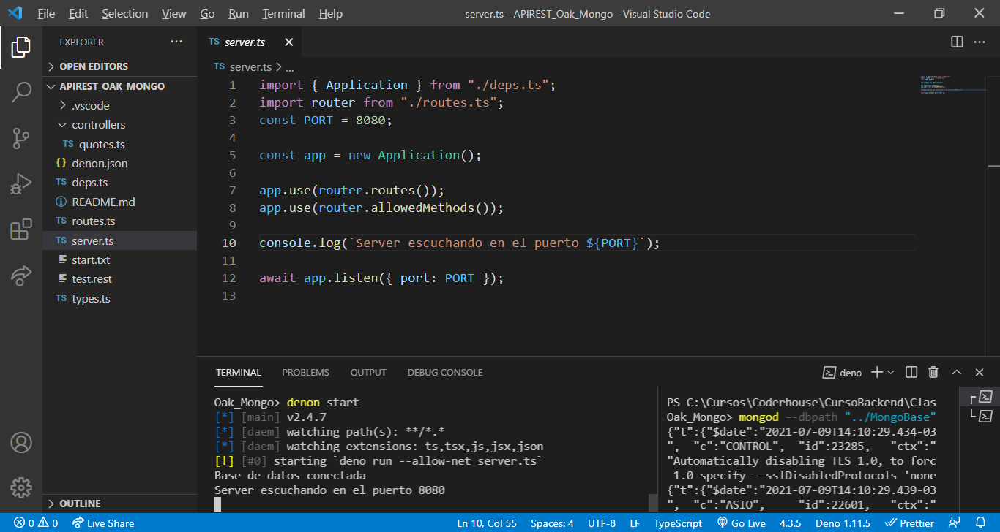 File Edit Selection View Go Run Terminal Help server.ts - APIREST_Oak_Mongo - Visual Studio Code
EXPLORER
OPEN EDITORS
APIREST_OAK_MONGO
.vscode
controllers
TS quotes.ts
{} denon.json
TS deps.ts
README.md
TS routes.ts
TS server.ts
start.txt
test.rest
TS types.ts
OUTLINE
TS server.ts
TS server.ts > ...
1 import { Application } from "./deps.ts";
2 import router from "./routes.ts";
3 const PORT = 8080;
4
5 const app = new Application();
6
7 app.use(router.routes());
8 app.use(router.allowedMethods());
9
10 console.log(`Server escuchando en el puerto ${PORT}`);
11
12 await app.listen({ port: PORT });
13
TERMINAL PROBLEMS OUTPUT DEBUG CONSOLE deno
Oak_Mongo> denon start
[*] [main] v2.4.7
[*] [daem] watching path(s): **/*.*
[*] [daem] watching extensions: ts,tsx,js,jsx,json
[!] [#0] starting `deno run --allow-net server.ts`
Base de datos conectada
Server escuchando en el puerto 8080
PS C:\Cursos\Coderhouse\CursoBackend\Clas
Oak_Mongo> mongod --dbpath "../MongoBase"
{"t":{"$date":"2021-07-09T14:10:29.434-03
", "c":"CONTROL", "id":23285, "ctx":"
"Automatically disabling TLS 1.0, to forc
1.0 specify --sslDisabledProtocols 'none
{"t":{"$date":"2021-07-09T14:10:29.439-03
", "c":"ASIO", "id":22601, "ctx":"
0 0 Live Share Ln 10, Col 55 Spaces: 4 UTF-8 LF TypeScript Go Live 4.3.5 Deno 1.11.5 Prettier